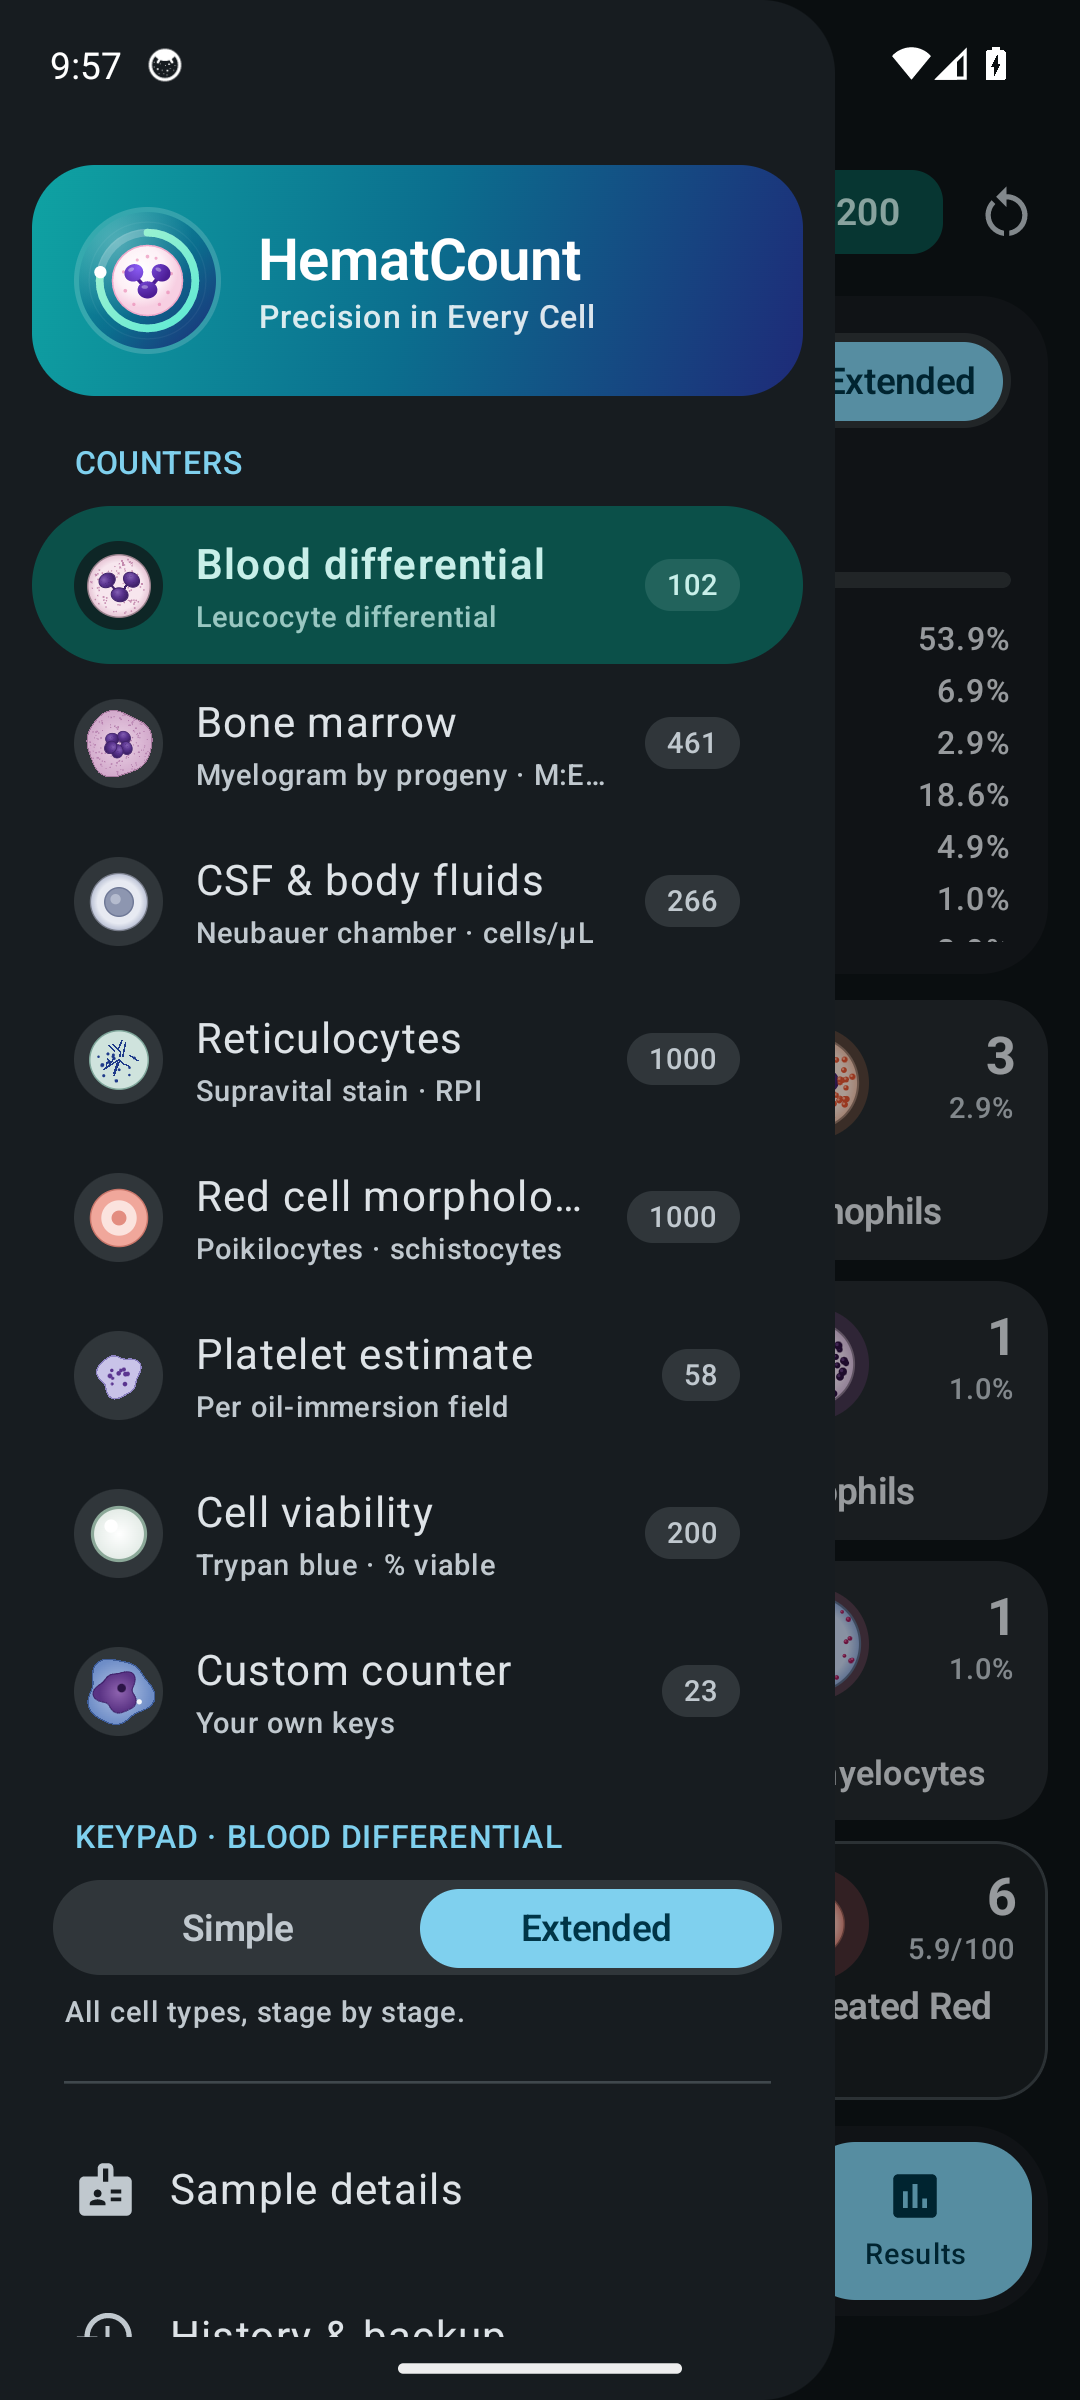 9:57
200
HematCount
Precision in Every Cell
Extended
COUNTERS
Blood differential
102
Leucocyte differential
53.9%
6.9%
Bone marrow
461
Myelogram by progeny · M:E…
2.9%
18.6%
4.9%
CSF & body fluids
266
Neubauer chamber · cells/µL
1.0%
Reticulocytes
1000
Supravital stain · RPI
3
2.9%
Red cell morpholo…
1000
Poikilocytes · schistocytes
nophils
Platelet estimate
58
Per oil-immersion field
1
1.0%
Cell viability
200
Trypan blue · % viable
ophils
Custom counter
23
Your own keys
1
1.0%
yelocytes
KEYPAD · BLOOD DIFFERENTIAL
Simple
Extended
All cell types, stage by stage.
6
5.9/100
eated Red
Sample details
Results
History & backup